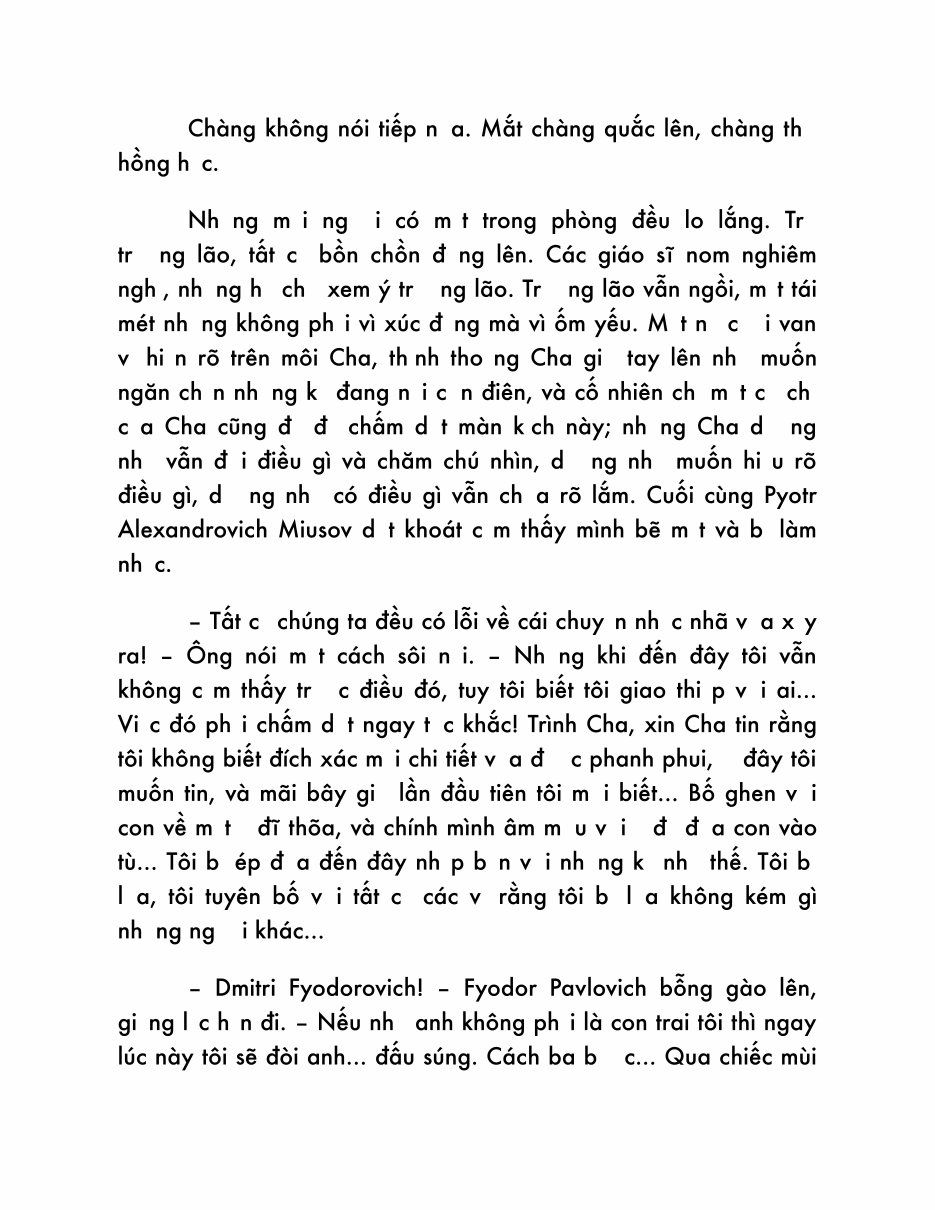 Chàng không nói tiếp n a. Mắt chàng quắc lên, chàng th
hồng h c.
Nh ng m i ng i có m t trong phòng đều lo lắng. Tr
tr ng lão, tất c bồn chồn đ ng lên. Các giáo sĩ nom nghiêm
ngh , nh ng h ch xem ý tr ng lão. Tr ng lão vẫn ngồi, m t tái
mét nh ng không ph i vì xúc đ ng mà vì ốm yếu. M t n c i van
v hi n rõ trên môi Cha, th nh tho ng Cha gi tay lên nh muốn
ngăn ch n nh ng k đang n i c n điên, và cố nhiên ch m t c ch
c a Cha cũng đ đ chấm d t màn k ch này; nh ng Cha d ng
nh vẫn đ i điều gì và chăm chú nhìn, d ng nh muốn hi u rõ
điều gì, d ng nh có điều gì vẫn ch a rõ lắm. Cuối cùng Pyotr
Alexandrovich Miusov d t khoát c m thấy mình bẽ m t và b làm
nh c.
– Tất c chúng ta đều có lỗi về cái chuy n nh c nhã v a x y
ra! – Ông nói m t cách sôi n i. – Nh ng khi đến đây tôi vẫn
không c m thấy tr c điều đó, tuy tôi biết tôi giao thi p v i ai...
Vi c đó ph i chấm d t ngay t c khắc! Trình Cha, xin Cha tin rằng
tôi không biết đích xác m i chi tiết v a đ c phanh phui, đây tôi
muốn tin, và mãi bây gi lần đầu tiên tôi m i biết... Bố ghen v i
con về m t đĩ thõa, và chính mình âm m u v i đ đ a con vào
tù... Tôi b ép đ a đến đây nh p b n v i nh ng k nh thế. Tôi b
l a, tôi tuyên bố v i tất c các v rằng tôi b l a không kém gì
nh ng ng i khác...
– Dmitri Fyodorovich! – Fyodor Pavlovich bỗng gào lên,
gi ng l c h n đi. – Nếu nh anh không ph i là con trai tôi thì ngay
lúc này tôi sẽ đòi anh... đấu súng. Cách ba b c... Qua chiếc mùi